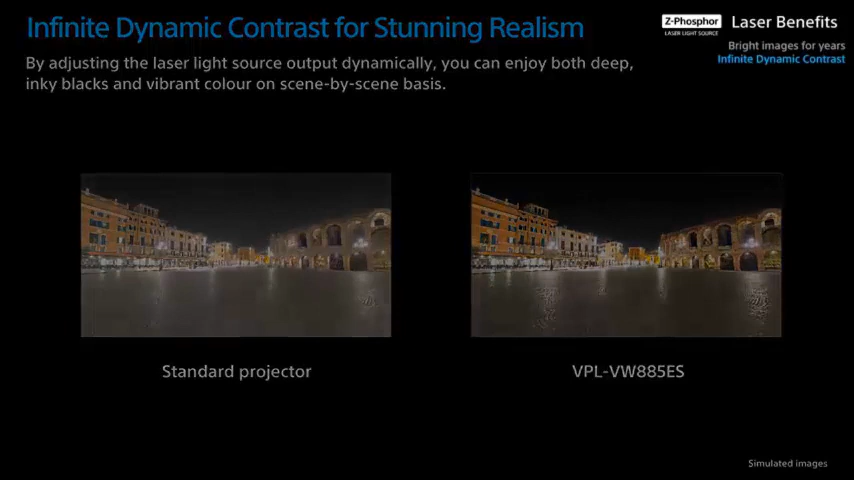 Infinite Dynamic Contrast for Stunning Realism
By adjusting the laser light source output dynamically, you can enjoy both deep,
inky blacks and vibrant colour on scene-by-scene basis.
Z-Phosphor
LASER LIGHT SOURCE
Laser Benefits
Bright images for years
Infinite Dynamic Contrast
Standard projector
VPL-VW885ES
Simulated images